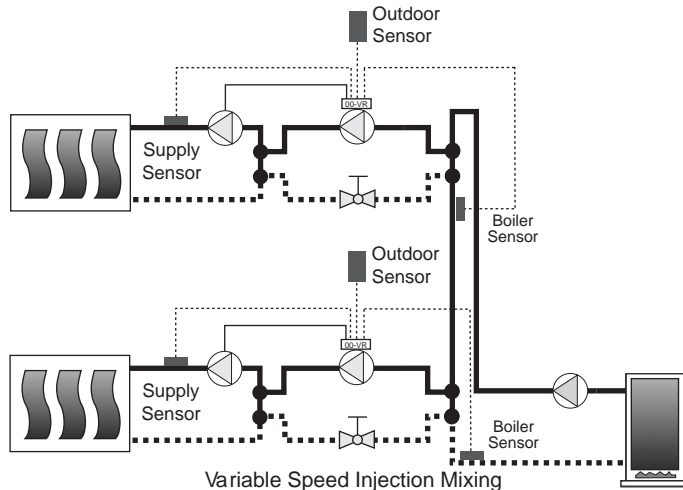 Outdoor
Sensor
00-VR
Supply
Sensor
Boiler
Sensor
Outdoor
Sensor
00-VR
Supply
Sensor
Boiler
Sensor
Variable Speed Injection Mixing